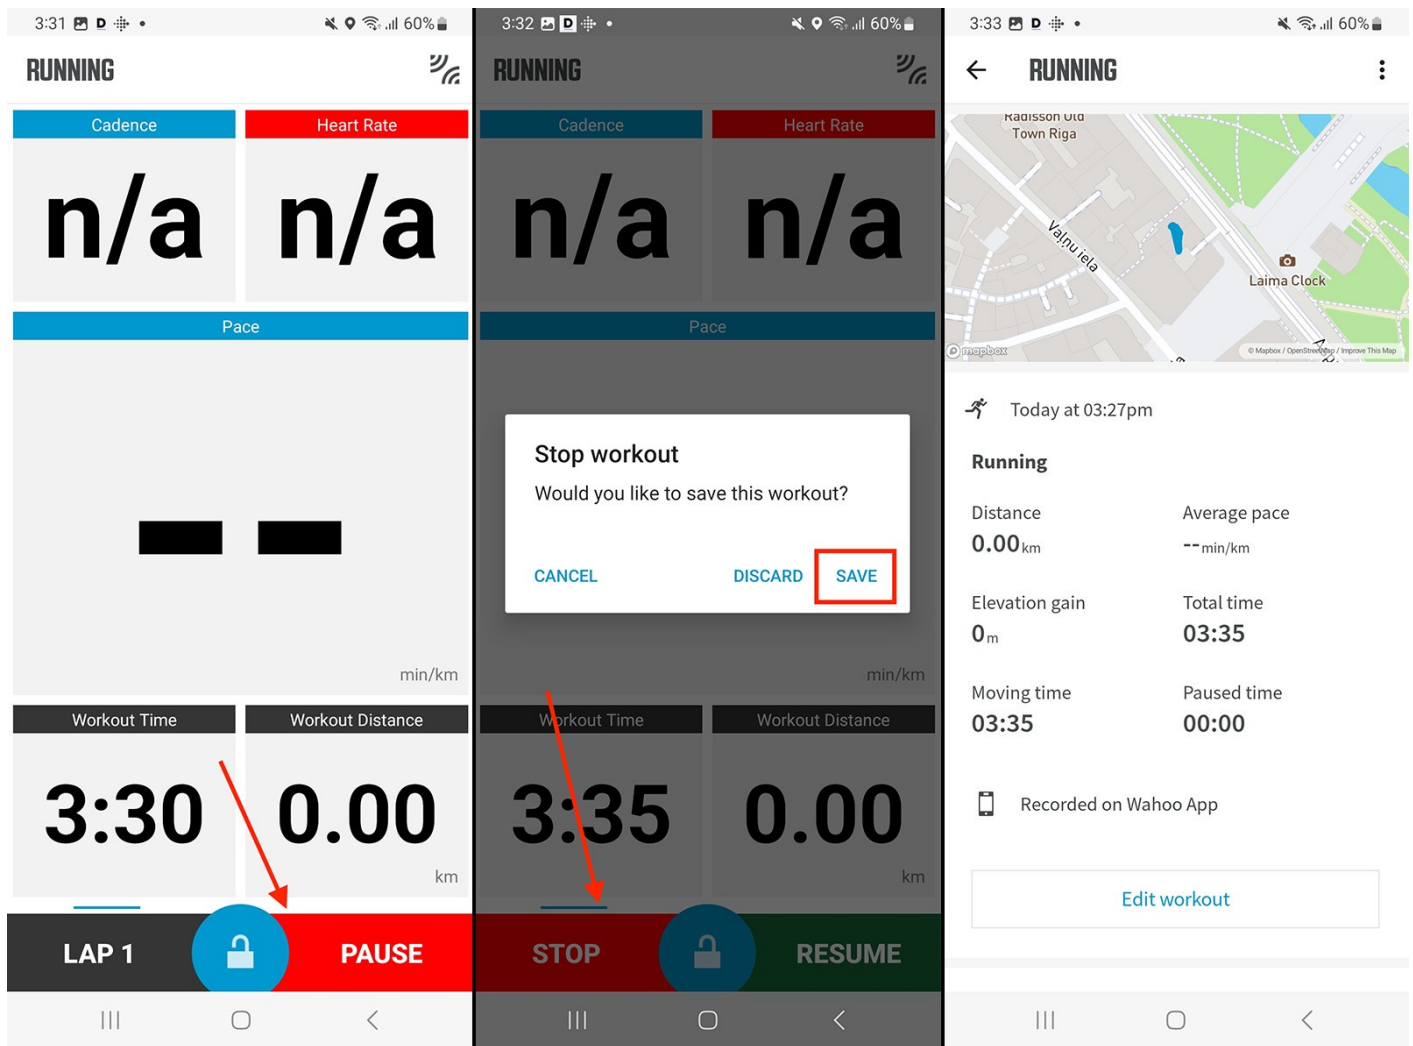 3:31
60%
RUNNING
Cadence
Heart Rate
n/a
n/a
Pace
-- 
min/km
Workout Time
Workout Distance
3:30
0.00
km
LAP 1
PAUSE
3:32
60%
RUNNING
Cadence
Heart Rate
n/a
n/a
Pace
Stop workout
Would you like to save this workout?
CANCEL
DISCARD
SAVE
min/km
Workout Time
Workout Distance
3:35
0.00
km
STOP
RESUME
3:33
60%
RUNNING
Radisson Old
Town Riga
Vaļņu iela
Laima Clock
mapbox
© Mapbox / OpenStreetMap / Improve This Map
Today at 03:27pm
Running
Distance
Average pace
0.00 km
-- min/km
Elevation gain
Total time
0 m
03:35
Moving time
Paused time
03:35
00:00
Recorded on Wahoo App
Edit workout